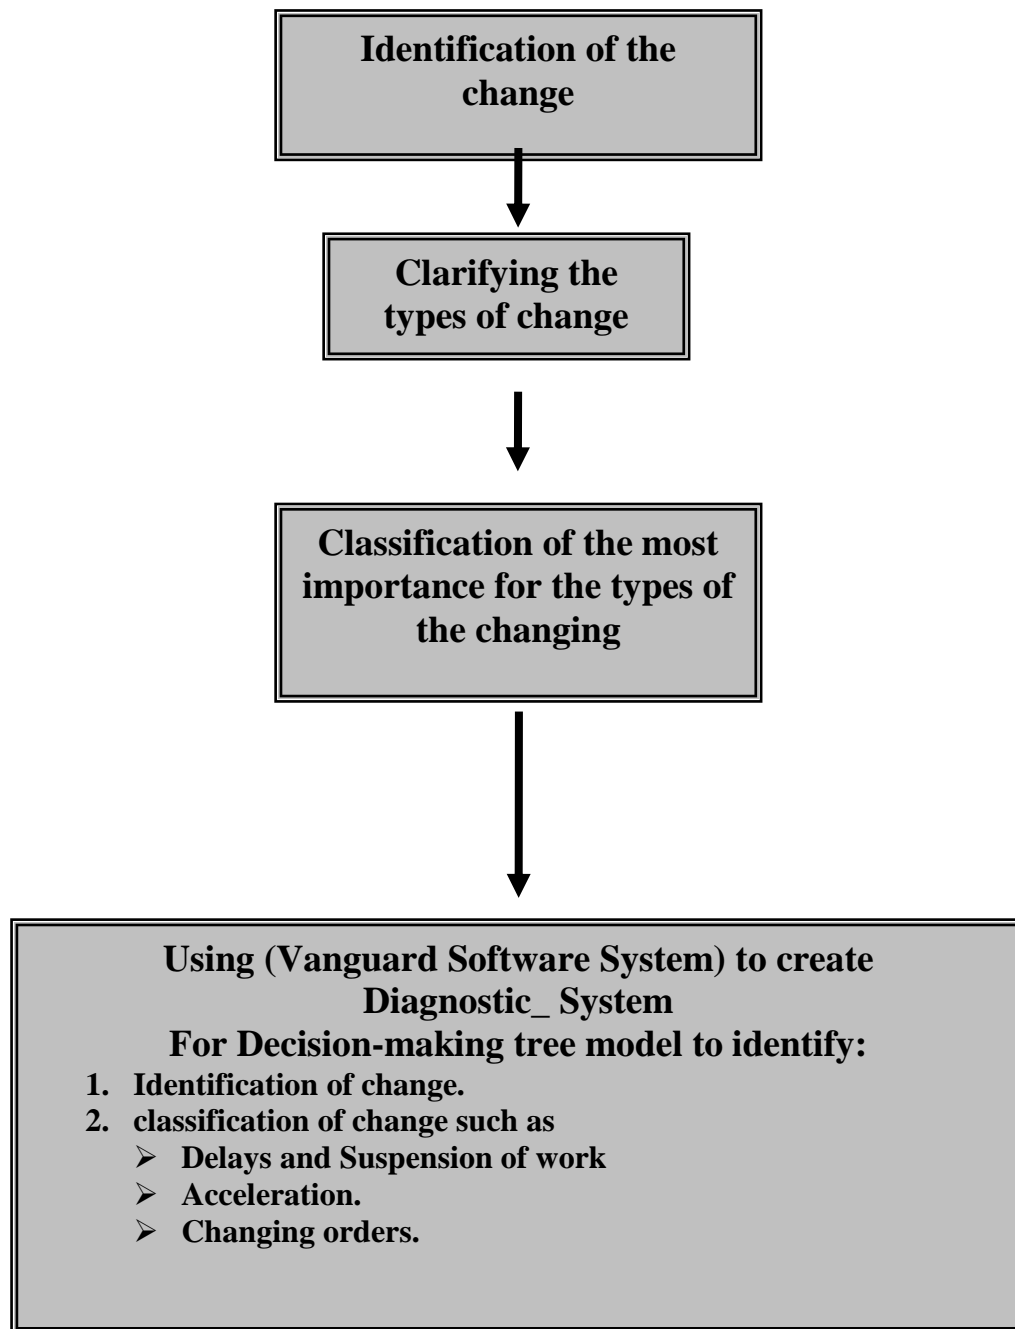 Identification of the
change
Clarifying the
types of change
Classification of the most
importance for the types of
the changing
Using (Vanguard Software System) to create
Diagnostic_ System
For Decision-making tree model to identify:
1. Identification of change.
2. classification of change such as
➢ Delays and Suspension of work
➢ Acceleration.
➢ Changing orders.